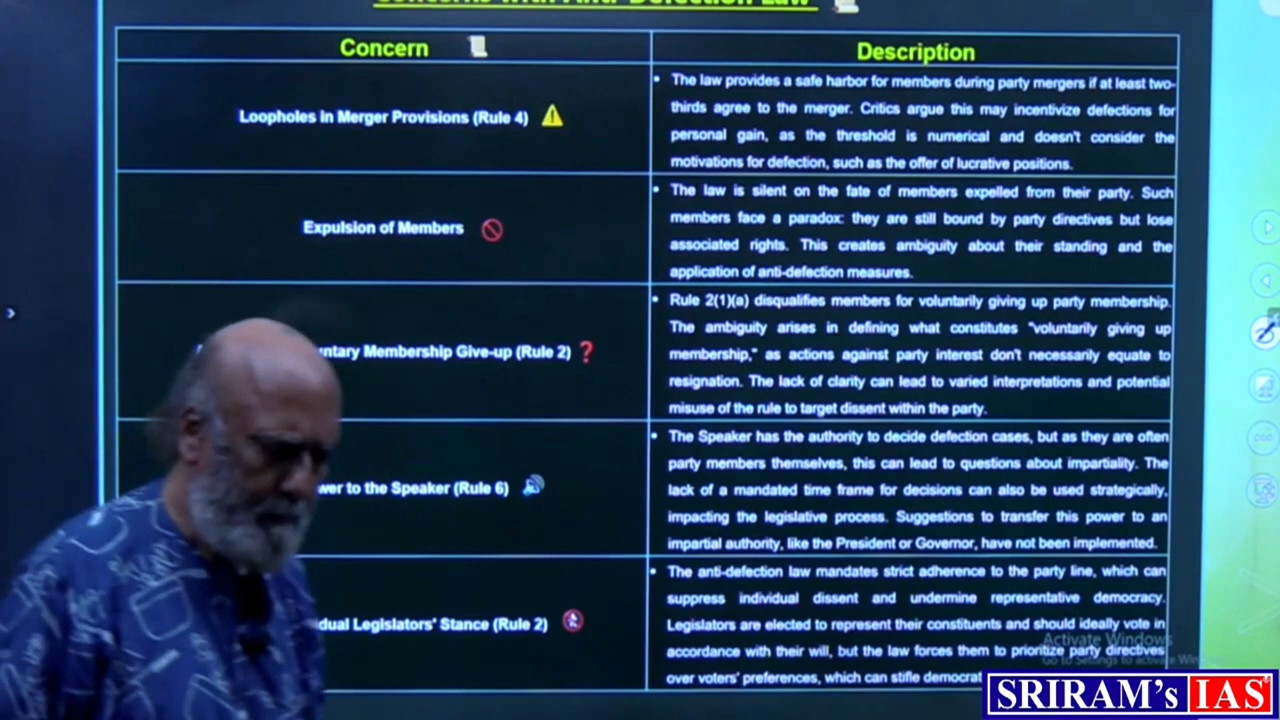 Concerns with Anti-Defection Law
Concern
Description
Loopholes in Merger Provisions (Rule 4)
• The law provides a safe harbor for members during party mergers if at least two-
thirds agree to the merger. Critics argue this may incentivize defections for
personal gain, as the threshold is numerical and doesn't consider the
motivations for defection, such as the offer of lucrative positions.
Expulsion of Members
• The law is silent on the fate of members expelled from their party. Such
members face a paradox: they are still bound by party directives but lose
associated rights. This creates ambiguity about their standing and the
application of anti-defection measures.
ntary Membership Give-up (Rule 2)
• Rule 2(1)(a) disqualifies members for voluntarily giving up party membership.
The ambiguity arises in defining what constitutes "voluntarily giving up
membership," as actions against party interest don't necessarily equate to
resignation. The lack of clarity can lead to varied interpretations and potential
misuse of the rule to target dissent within the party.
wer to the Speaker (Rule 6)
• The Speaker has the authority to decide defection cases, but as they are often
party members themselves, this can lead to questions about impartiality. The
lack of a mandated time frame for decisions can also be used strategically,
impacting the legislative process. Suggestions to transfer this power to an
impartial authority, like the President or Governor, have not been implemented.
dual Legislators' Stance (Rule 2)
• The anti-defection law mandates strict adherence to the party line, which can
suppress individual dissent and undermine representative democracy.
Legislators are elected to represent their constituents and should ideally vote in
accordance with their will, but the law forces them to prioritize party directives
over voters' preferences, which can stifle democrat
Activate Windows
Go to Settings to activate Win
SRIRAM's IAS